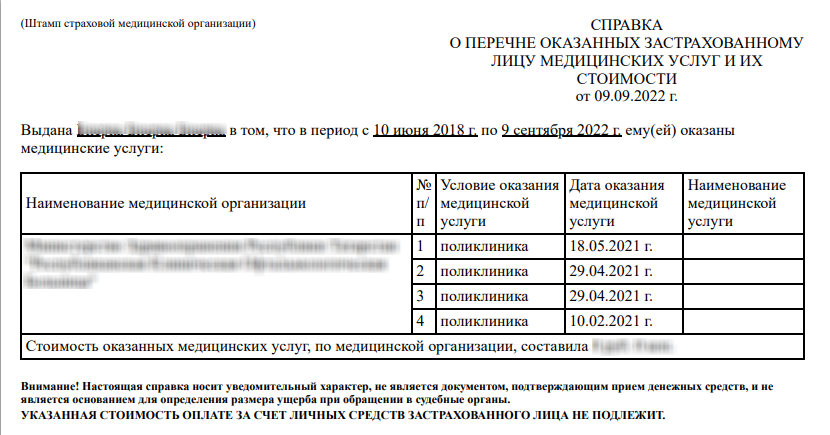 (Штамп страховой медицинской организации)
СПРАВКА
О ПЕРЕЧНЕ ОКАЗАННЫХ ЗАСТРАХОВАННОМУ
ЛИЦУ МЕДИЦИНСКИХ УСЛУГ И ИХ
СТОИМОСТИ
от 09.09.2022 г.
Выдана в том, что в период с 10 июня 2018 г. по 9 сентября 2022 г. ему(ей) оказаны
медицинские услуги:
Наименование медицинской организации
№
п/
п
Условие оказания
медицинской
услуги
Дата оказания
медицинской
услуги
Наименование
медицинской
услуги
1 поликлиника 18.05.2021 г.
2 поликлиника 29.04.2021 г.
3 поликлиника 29.04.2021 г.
4 поликлиника 10.02.2021 г.
Стоимость оказанных медицинских услуг, по медицинской организации, составила
Внимание! Настоящая справка носит уведомительный характер, не является документом, подтверждающим прием денежных средств, и не
является основанием для определения размера ущерба при обращении в судебные органы.
УКАЗАННАЯ СТОИМОСТЬ ОПЛАТЕ ЗА СЧЕТ ЛИЧНЫХ СРЕДСТВ ЗАСТРАХОВАННОГО ЛИЦА НЕ ПОДЛЕЖИТ.